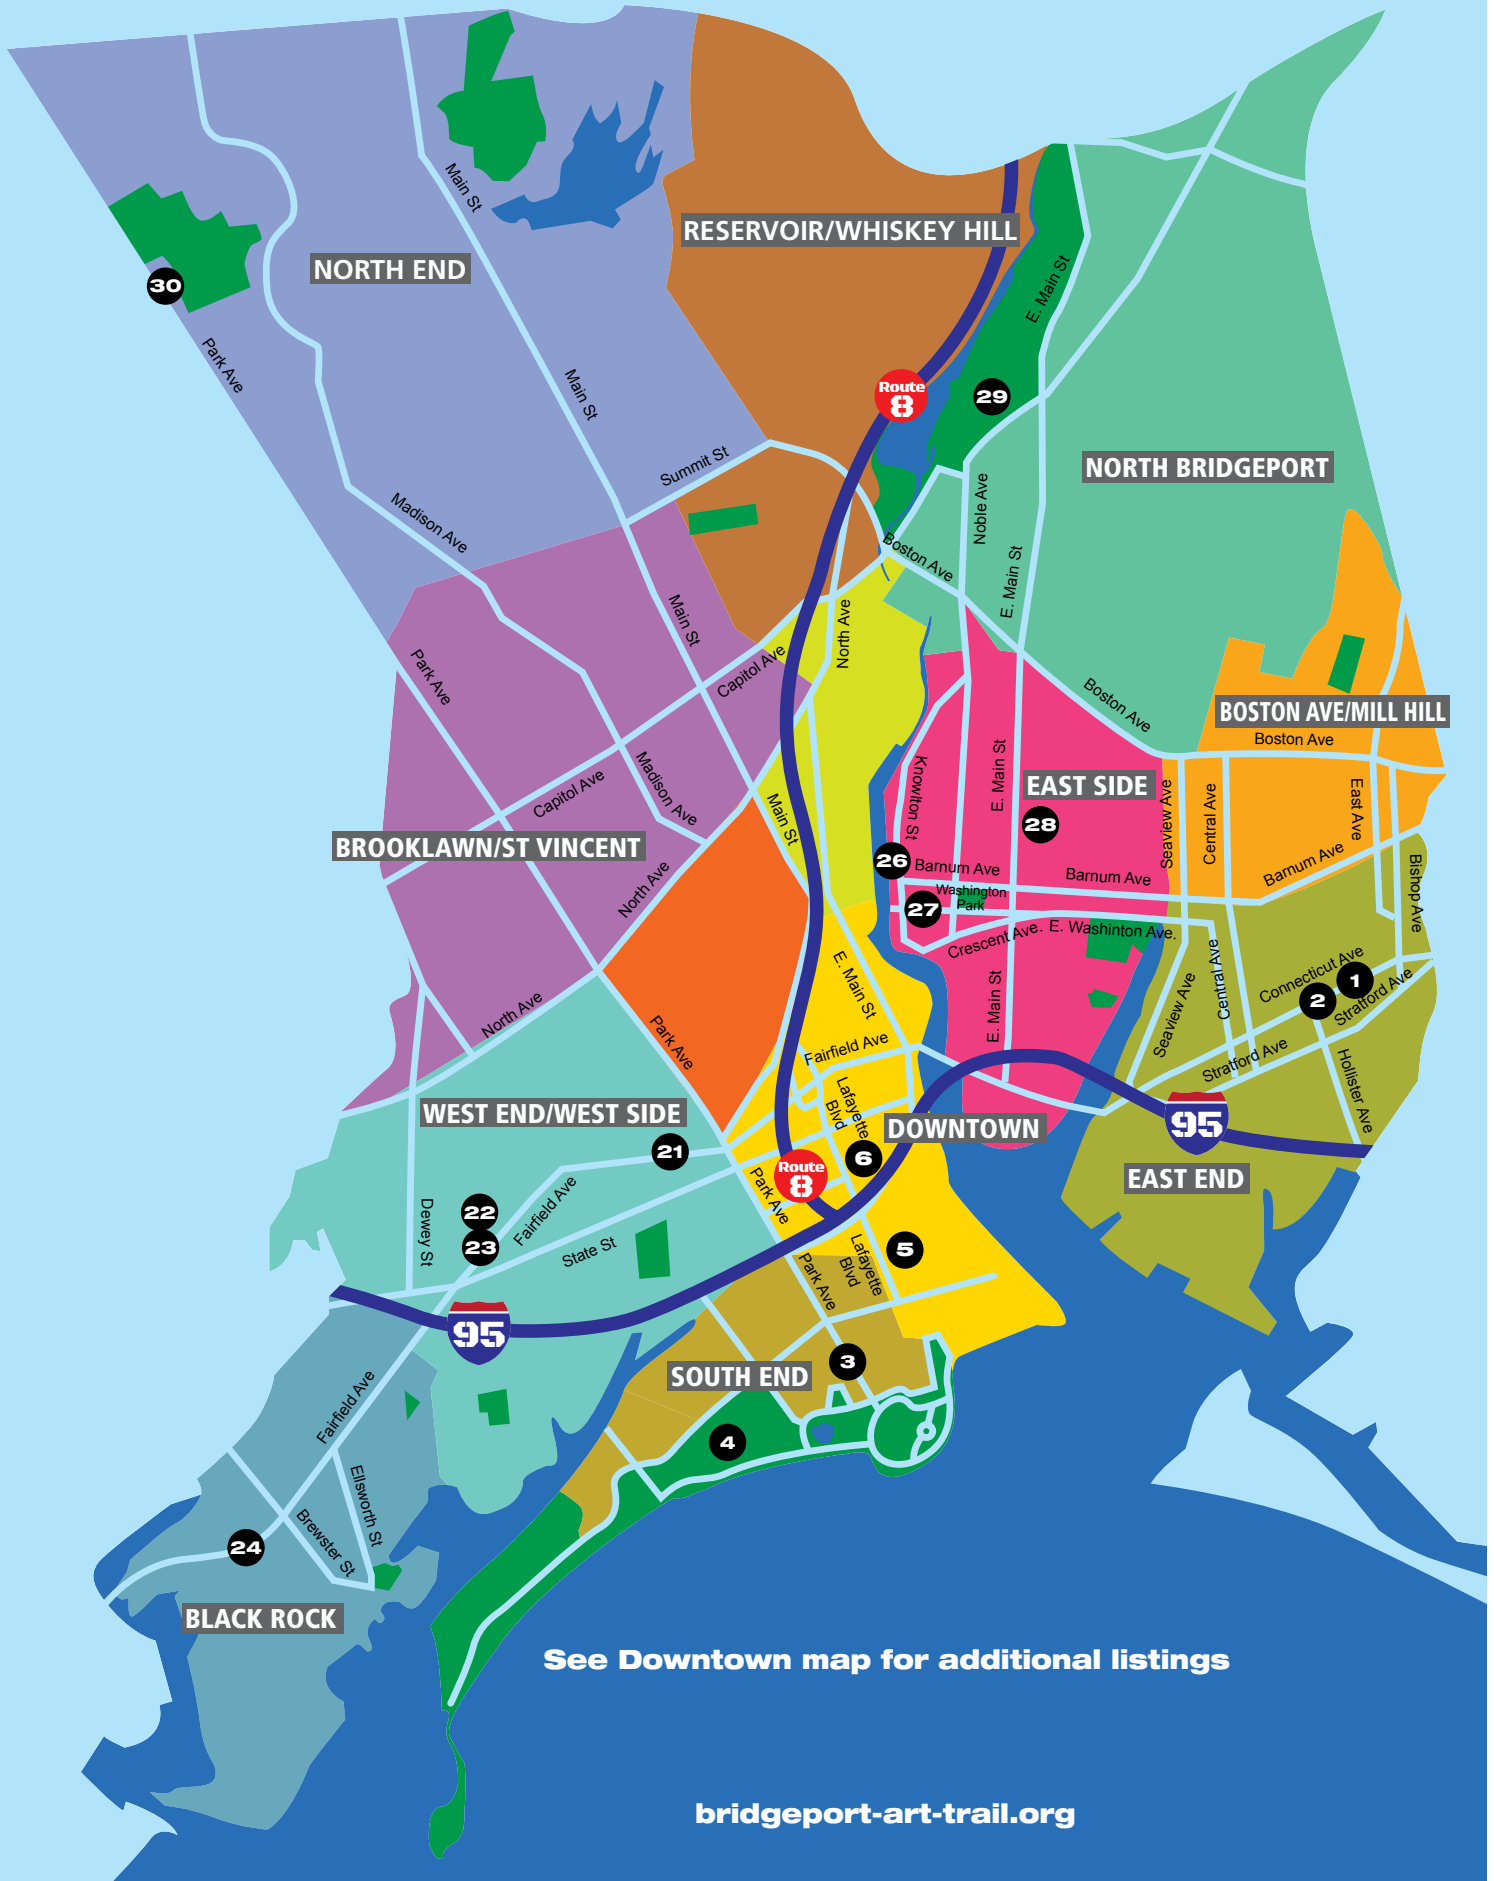 Main St
RESERVOIR/WHISKEY HILL
NORTH END
30
E. Main St
Park Ave
Main St
Route
8
29
Summit St
NORTH BRIDGEPORT
Noble Ave
Madison Ave
Boston Ave
E. Main St
Main St
North Ave
Capitol Ave
Park Ave
Boston Ave
BOSTON AVE/MILL HILL
Boston Ave
Madison Ave
Capitol Ave
Main St
Knowlton St
E. Main St
EAST SIDE
28
Seaview Ave
Central Ave
East Ave
BROOKLAWN/ST VINCENT
North Ave
26
Barnum Ave
Barnum Ave
Barnum Ave
Bishop Ave
Washington
Park
27
Crescent Ave.
E. Washinton Ave.
E. Main St
E. Main St
North Ave
Park Ave
Seaview Ave
Central Ave
Connecticut Ave
1
2
Stratford Ave
Fairfield Ave
Stratford Ave
Hollister Ave
Lafayette
Blvd
WEST END/WEST SIDE
21
DOWNTOWN
95
6
Route
8
EAST END
Park Ave
22
23
Dewey St
Fairfield Ave
State St
5
Lafayette
Blvd
Park Ave
95
SOUTH END
3
4
Fairfield Ave
Ellsworth St
Brewster St
24
BLACK ROCK
See Downtown map for additional listings
bridgeport-art-trail.org